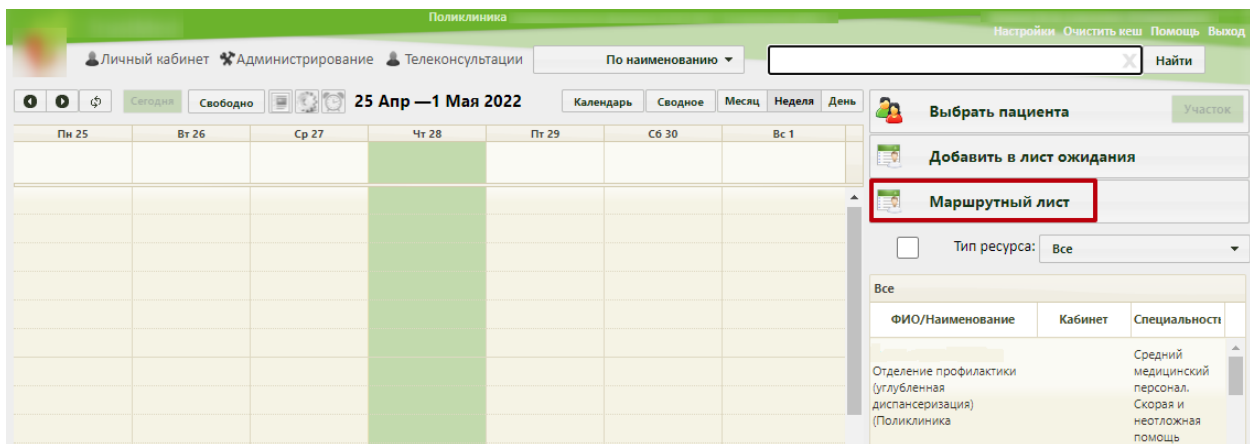 Поликлиника
Настройки Очистить кеш Помощь Выход
Личный кабинет Администрирование Телеконсультации По наименованию Найти
Сегодня Свободно 25 Апр —1 Мая 2022 Календарь Сводное Месяц Неделя День
Выбрать пациента Участок
Пн 25 Вт 26 Ср 27 Чт 28 Пт 29 Сб 30 Вс 1
Добавить в лист ожидания
Маршрутный лист
Тип ресурса: Все
Все
ФИО/Наименование Кабинет Специальность
Отделение профилактики
(углубленная
диспансеризация)
(Поликлиника
Средний
медицинский
персонал.
Скорая и
неотложная
помощь